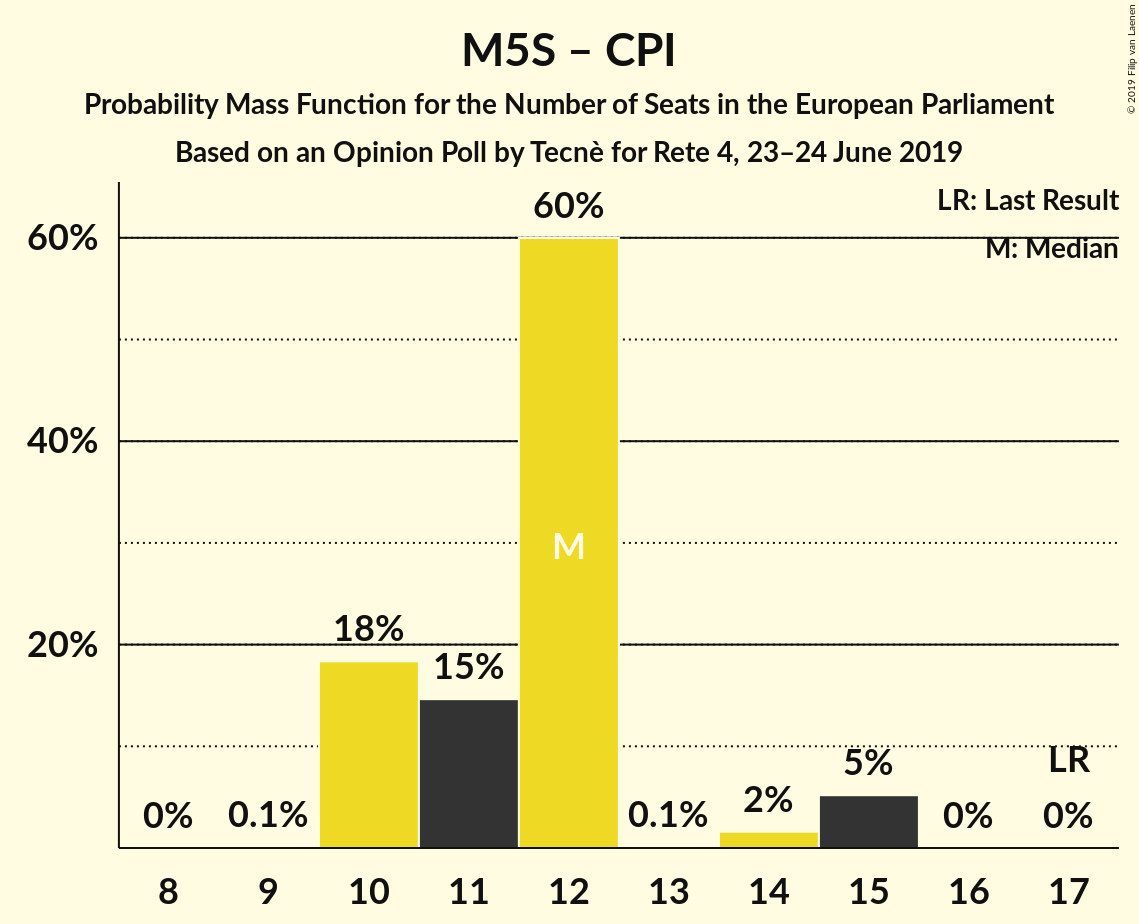 M5S – CPI
Probability Mass Function for the Number of Seats in the European Parliament
Based on an Opinion Poll by Tecnè for Rete 4, 23–24 June 2019
© 2019 Filip van Laenen
LR: Last Result
M: Median
60%
40%
20%
0%
0.1%
18%
15%
60%
M
0.1%
2%
5%
0%
LR
0%
8 9 10 11 12 13 14 15 16 17